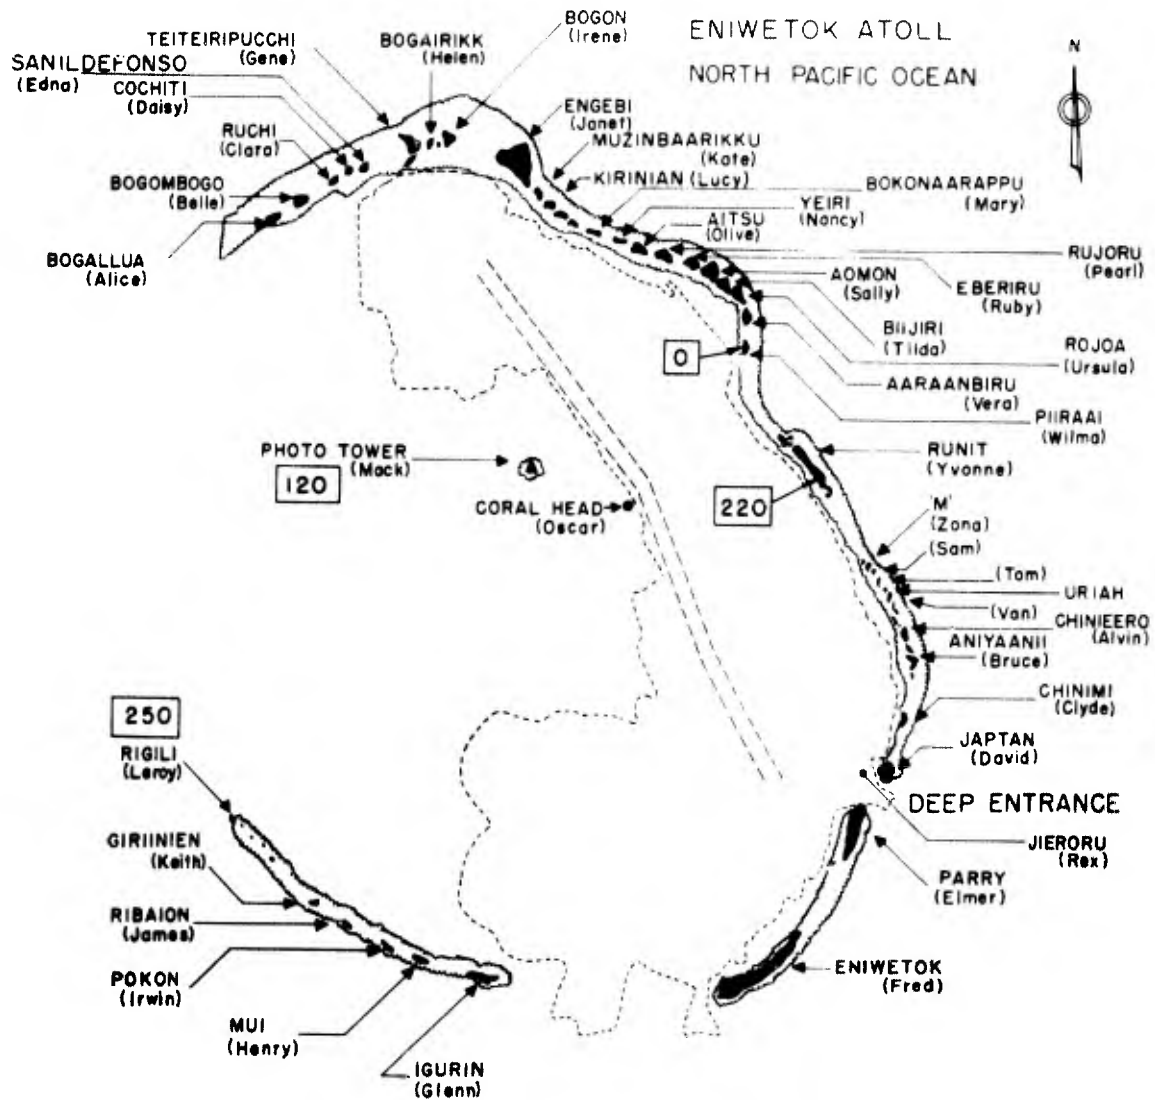 ENIWETOK ATOLL
NORTH PACIFIC OCEAN
N
BOGON
(Irene)
BOGAIRIKK
(Helen)
TEITEIRIPUCCHI
(Gene)
SANILDEFONSO
(Edna)
COCHITI
(Daisy)
RUCHI
(Clara)
BOGOMBOGO
(Belle)
BOGALLUA
(Alice)
ENGEBI
(Janet)
MUZINBAARIKKU
(Kate)
KIRINIAN (Lucy)
BOKONAARAPPU
(Mary)
YEIRI
(Nancy)
AITSU
(Olive)
RUJORU
(Pearl)
EBERIRU
(Ruby)
AOMON
(Sally)
BIIJIRI
(Tilda)
ROJOA
(Ursula)
0
AARAANBIRU
(Vera)
PIIRAAI
(Wilma)
RUNIT
(Yvonne)
220
PHOTO TOWER
(Mack)
120
CORAL HEAD
(Oscar)
M'
(Zona)
(Sam)
(Tom)
URIAH
(Van)
CHINIEERO
(Alvin)
ANIYAANII
(Bruce)
CHINIMI
(Clyde)
JAPTAN
(David)
DEEP ENTRANCE
JIERORU
(Rex)
PARRY
(Elmer)
ENIWETOK
(Fred)
250
RIGILI
(Leroy)
GIRIINIEN
(Keith)
RIBAION
(James)
POKON
(Irwin)
MUI
(Henry)
IGURIN
(Glenn)